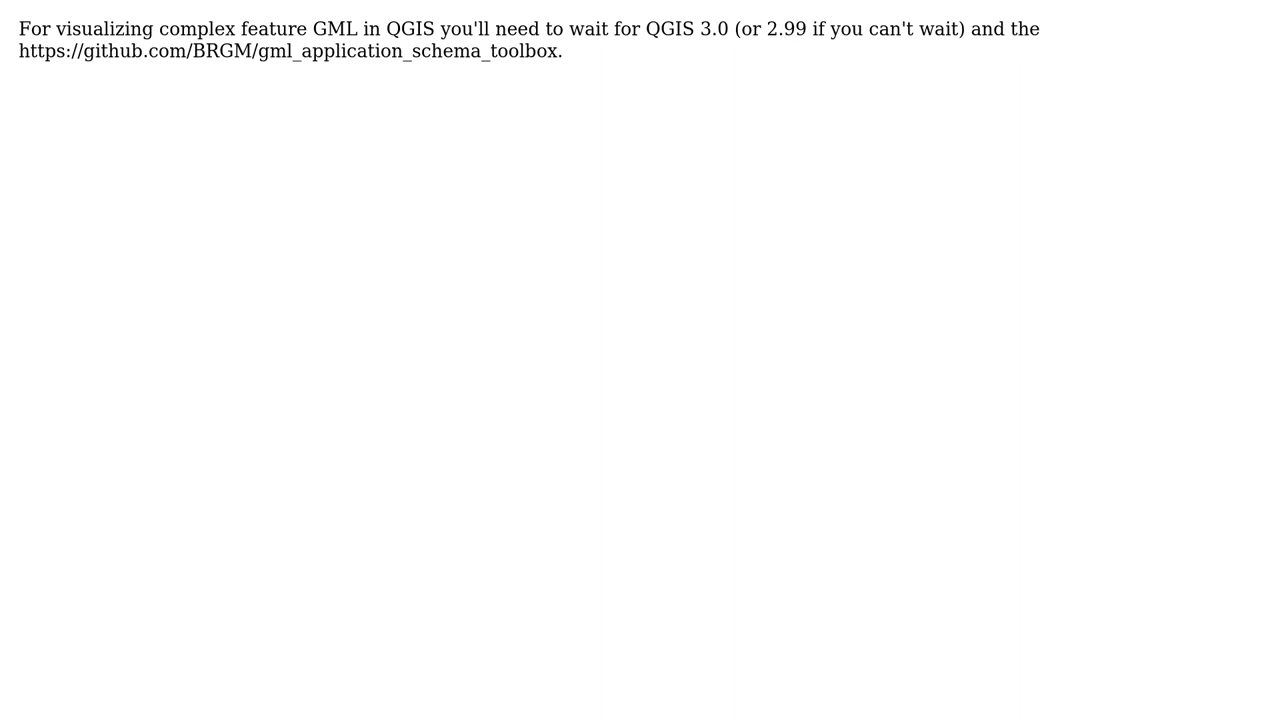 For visualizing complex feature GML in QGIS you'll need to wait for QGIS 3.0 (or 2.99 if you can't wait) and the
https://github.com/BRGM/gml_application_schema_toolbox.